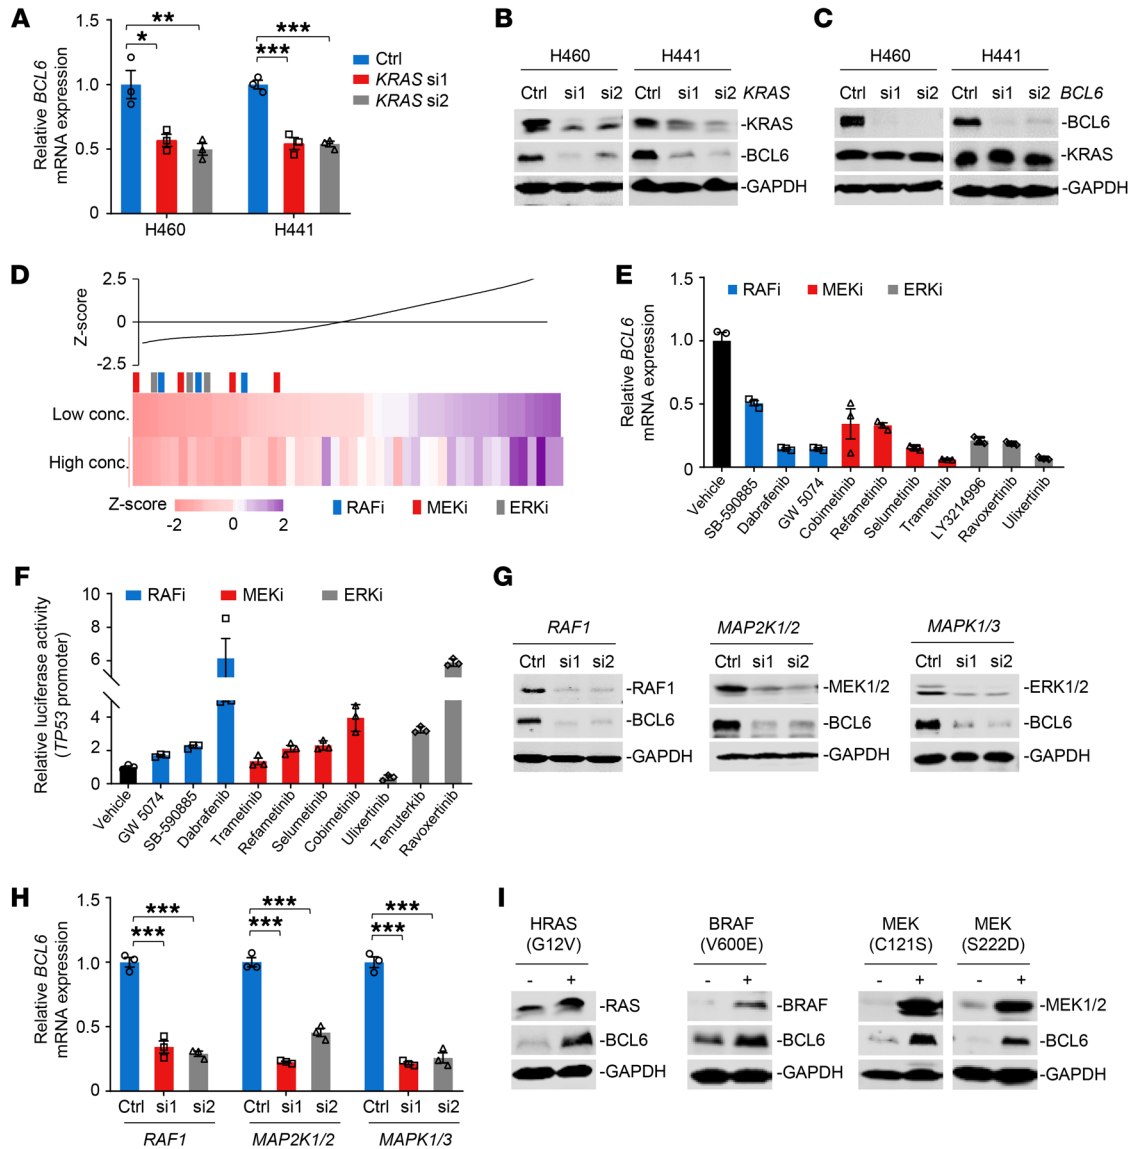 A
Relative BCL6
mRNA expression
1.5
1.0
0.5
0
**
*
***
***
Ctrl
KRAS si1
KRAS si2
H460
H441
B
H460
H441
Ctrl si1 si2 Ctrl si1 si2 KRAS
-KRAS
-BCL6
-GAPDH
C
H460
H441
Ctrl si1 si2 Ctrl si1 si2 BCL6
-BCL6
-KRAS
-GAPDH
D
Z-score
2.5
0
-2.5
Low conc.
High conc.
Z-score
-2 0 2
RAFi
MEKi
ERKi
E
Relative BCL6
mRNA expression
1.5
1.0
0.5
0
RAFi
MEKi
ERKi
Vehicle
SB-590885
Dabrafenib
GW 5074
Cobimetinib
Refametinib
Selumetinib
Trametinib
LY3214996
Ravoxertinib
Ulixertinib
F
Relative luciferase activity
(TP53 promoter)
10
8
6
4
2
0
RAFi
MEKi
ERKi
Vehicle
GW 5074
SB-590885
Dabrafenib
Trametinib
Refametinib
Selumetinib
Cobimetinib
Ulixertinib
Temuterkib
Ravoxertinib
G
RAF1
Ctrl si1 si2
-RAF1
-BCL6
-GAPDH
MAP2K1/2
Ctrl si1 si2
-MEK1/2
-BCL6
-GAPDH
MAPK1/3
Ctrl si1 si2
-ERK1/2
-BCL6
-GAPDH
H
Relative BCL6
mRNA expression
1.5
1.0
0.5
0
***
***
***
***
***
***
Ctrl si1 si2 Ctrl si1 si2 Ctrl si1 si2
RAF1
MAP2K1/2
MAPK1/3
I
HRAS
(G12V)
- +
-RAS
-BCL6
-GAPDH
BRAF
(V600E)
- +
-BRAF
-BCL6
-GAPDH
MEK
(C121S)
MEK
(S222D)
- + - +
-MEK1/2
-BCL6
-GAPDH